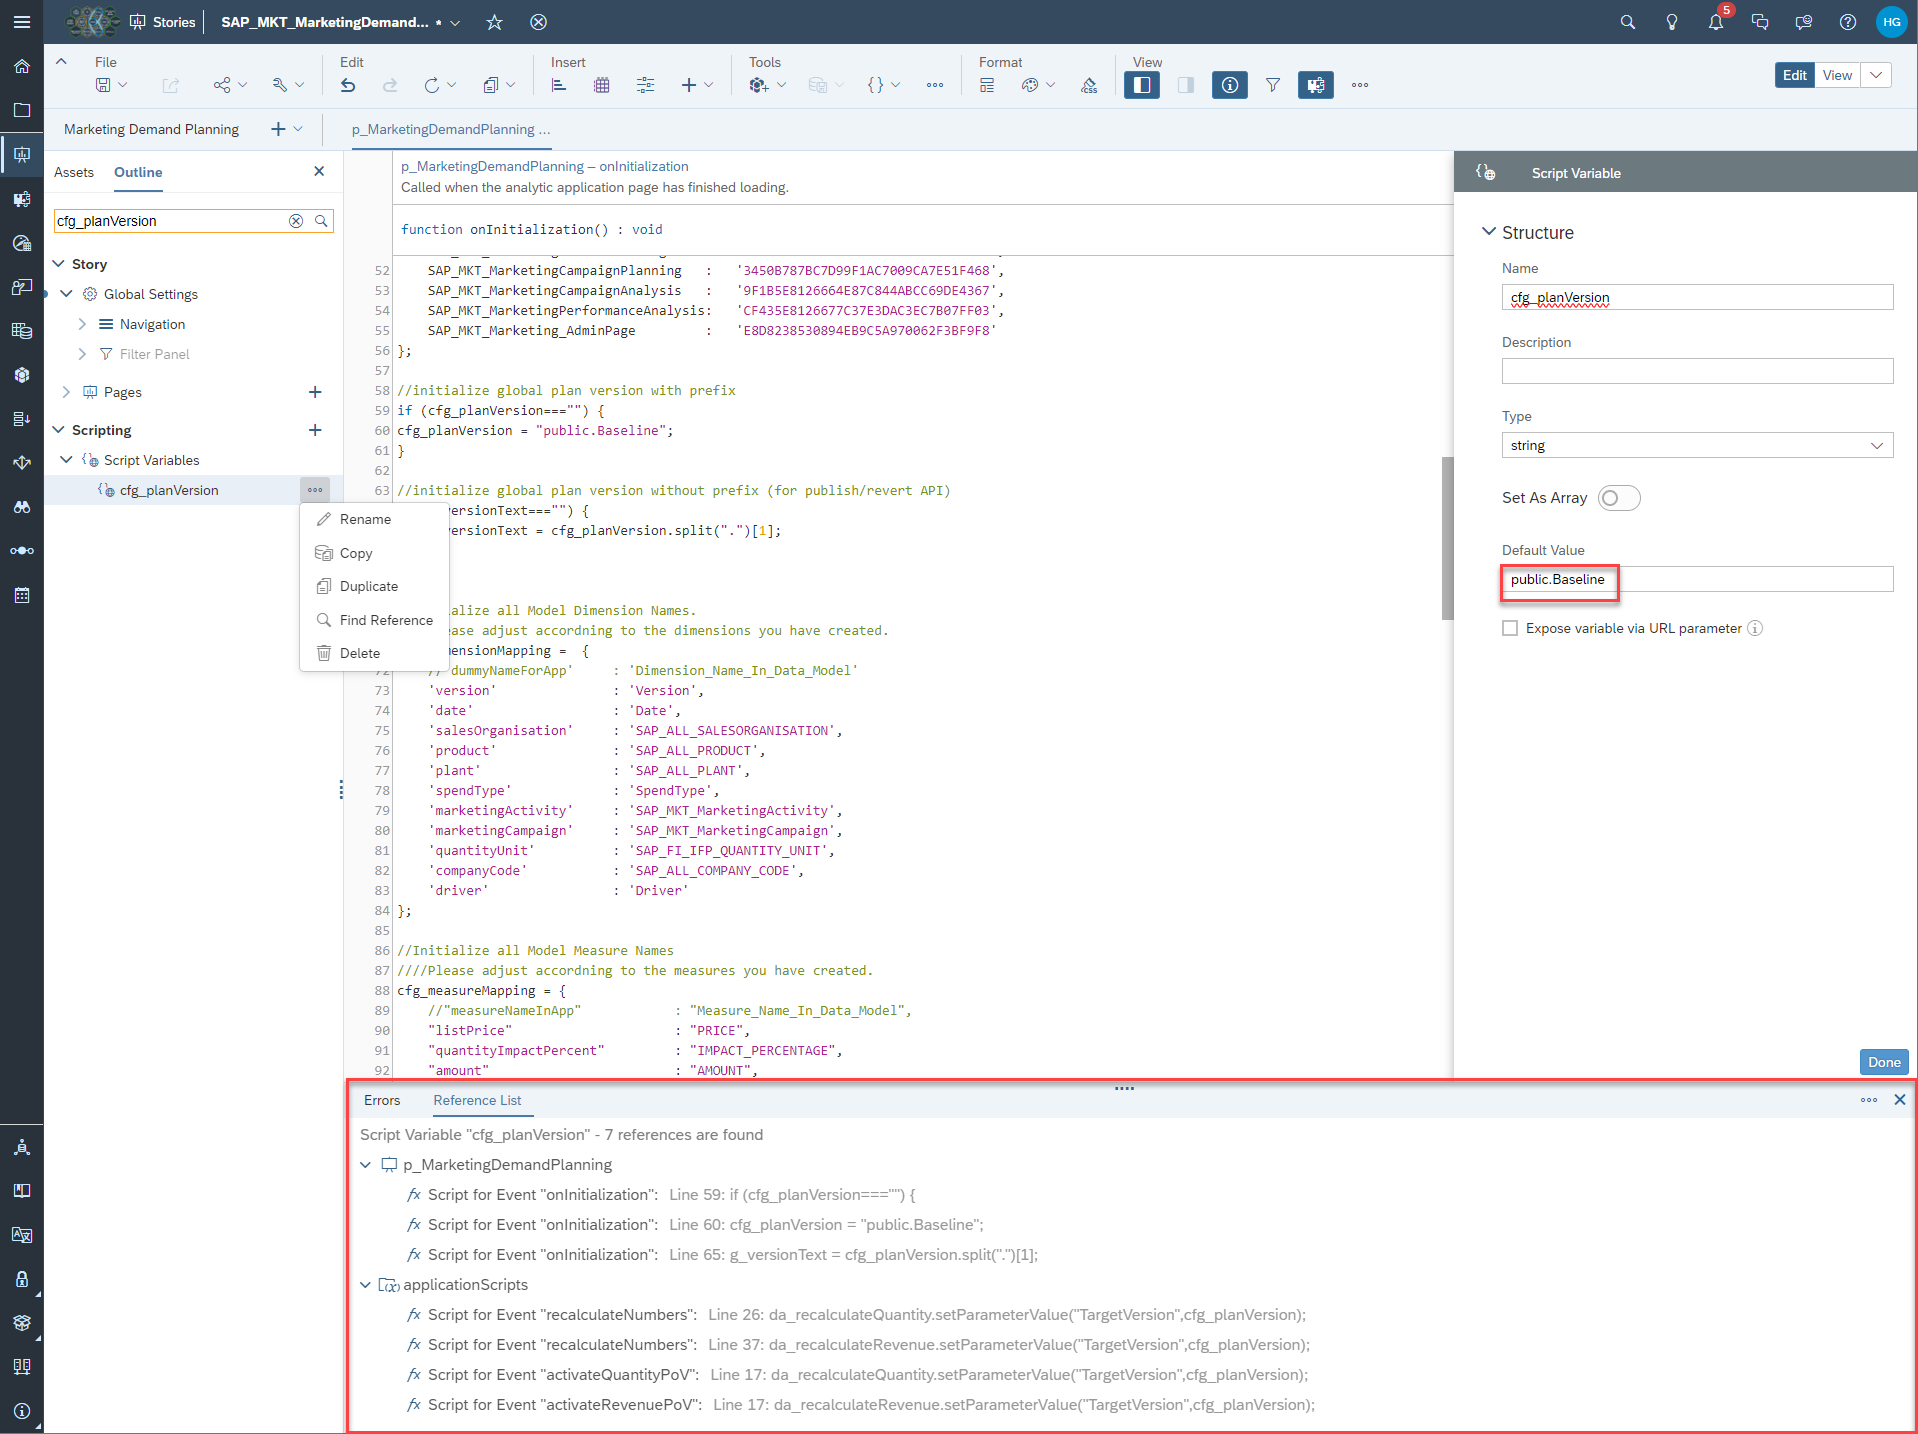 Stories
SAP_MKT_MarketingDemand... *
5
HG
File
Edit
Insert
Tools
Format
View
Edit
View
css
Marketing Demand Planning
p_MarketingDemandPlanning ...
Assets
Outline
cfg_planVersion
Story
Global Settings
Navigation
Filter Panel
Pages
Scripting
Script Variables
cfg_planVersion
Rename
Copy
Duplicate
Find Reference
Delete
p_MarketingDemandPlanning – onInitialization
Called when the analytic application page has finished loading.
function onInitialization() : void
52 SAP_MKT_MarketingCampaignPlanning : '3450B787BC7D99F1AC7009CA7E51F468',
53 SAP_MKT_MarketingCampaignAnalysis : '9F1B5E8126664E87C844ABCC69DE4367',
54 SAP_MKT_MarketingPerformanceAnalysis: 'CF435E8126677C37E3DAC3EC7B07FF03',
55 SAP_MKT_Marketing_AdminPage : 'E8D8238530894EB9C5A970062F3BF9F8'
56 };
57
58 //initialize global plan version with prefix
59 if (cfg_planVersion==="") {
60 cfg_planVersion = "public.Baseline";
61 }
62
63 //initialize global plan version without prefix (for publish/revert API)
versionText==="") {
versionText = cfg_planVersion.split(".")[1];
alize all Model Dimension Names.
ease adjust accordning to the dimensions you have created.
mensionMapping = {
72 // dummyNameForApp' : 'Dimension_Name_In_Data_Model'
73 'version' : 'Version',
74 'date' : 'Date',
75 'salesOrganisation' : 'SAP_ALL_SALESORGANISATION',
76 'product' : 'SAP_ALL_PRODUCT',
77 'plant' : 'SAP_ALL_PLANT',
78 'spendType' : 'SpendType',
79 'marketingActivity' : 'SAP_MKT_MarketingActivity',
80 'marketingCampaign' : 'SAP_MKT_MarketingCampaign',
81 'quantityUnit' : 'SAP_FI_IFP_QUANTITY_UNIT',
82 'companyCode' : 'SAP_ALL_COMPANY_CODE',
83 'driver' : 'Driver'
84 };
85
86 //Initialize all Model Measure Names
87 ////Please adjust accordning to the measures you have created.
88 cfg_measureMapping = {
89 //"measureNameInApp" : "Measure_Name_In_Data_Model",
90 "listPrice" : "PRICE",
91 "quantityImpactPercent" : "IMPACT_PERCENTAGE",
92 "amount" : "AMOUNT",
Script Variable
Structure
Name
cfg_planVersion
Description
Type
string
Set As Array
Default Value
public.Baseline
Expose variable via URL parameter
Done
Errors
Reference List
Script Variable "cfg_planVersion" - 7 references are found
p_MarketingDemandPlanning
fx Script for Event "onInitialization": Line 59: if (cfg_planVersion==="") {
fx Script for Event "onInitialization": Line 60: cfg_planVersion = "public.Baseline";
fx Script for Event "onInitialization": Line 65: g_versionText = cfg_planVersion.split(".")[1];
applicationScripts
fx Script for Event "recalculateNumbers": Line 26: da_recalculateQuantity.setParameterValue("TargetVersion",cfg_planVersion);
fx Script for Event "recalculateNumbers": Line 37: da_recalculateRevenue.setParameterValue("TargetVersion",cfg_planVersion);
fx Script for Event "activateQuantityPoV": Line 17: da_recalculateQuantity.setParameterValue("TargetVersion",cfg_planVersion);
fx Script for Event "activateRevenuePoV": Line 17: da_recalculateRevenue.setParameterValue("TargetVersion",cfg_planVersion);